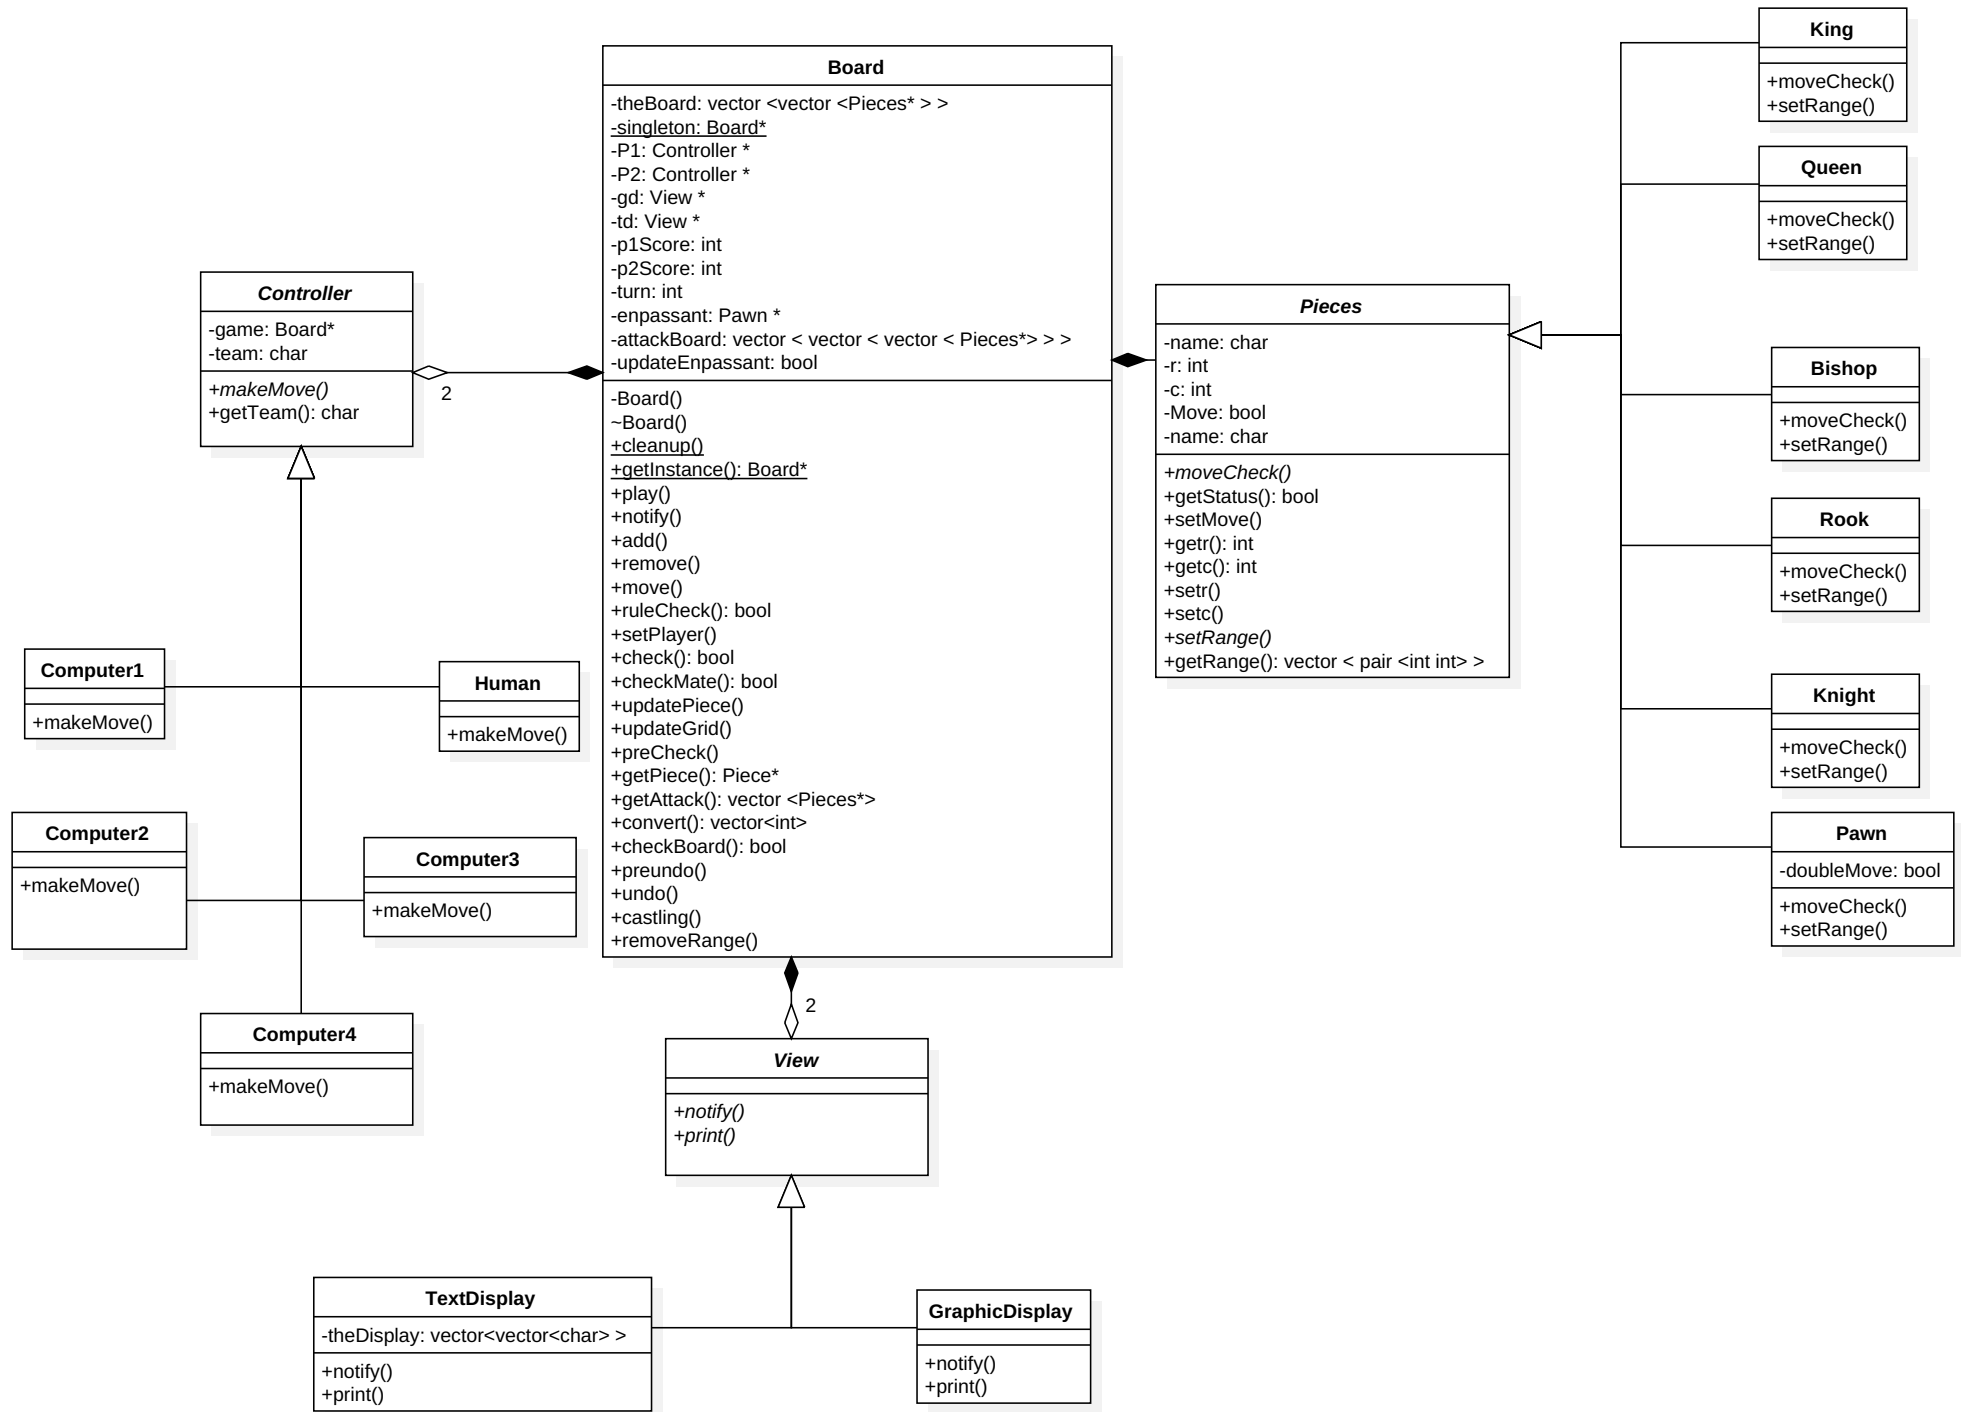 Board
-theBoard: vector <vector <Pieces* > >
-singleton: Board*
-P1: Controller *
-P2: Controller *
-gd: View *
-td: View *
-p1Score: int
-p2Score: int
-turn: int
-enpassant: Pawn *
-attackBoard: vector < vector < vector < Pieces*> > >
-updateEnpassant: bool
-Board()
~Board()
+cleanup()
+getInstance(): Board*
+play()
+notify()
+add()
+remove()
+move()
+ruleCheck(): bool
+setPlayer()
+check(): bool
+checkMate(): bool
+updatePiece()
+updateGrid()
+preCheck()
+getPiece(): Piece*
+getAttack(): vector <Pieces*>
+convert(): vector<int>
+checkBoard(): bool
+preundo()
+undo()
+castling()
+removeRange()
Controller
-game: Board*
-team: char
+makeMove()
+getTeam(): char
2
Computer1
+makeMove()
Human
+makeMove()
Computer2
+makeMove()
Computer3
+makeMove()
Computer4
+makeMove()
2
View
+notify()
+print()
TextDisplay
-theDisplay: vector<vector<char> >
+notify()
+print()
GraphicDisplay
+notify()
+print()
Pieces
-name: char
-r: int
-c: int
-Move: bool
-name: char
+moveCheck()
+getStatus(): bool
+setMove()
+getr(): int
+getc(): int
+setr()
+setc()
+setRange()
+getRange(): vector < pair <int int> >
King
+moveCheck()
+setRange()
Queen
+moveCheck()
+setRange()
Bishop
+moveCheck()
+setRange()
Rook
+moveCheck()
+setRange()
Knight
+moveCheck()
+setRange()
Pawn
-doubleMove: bool
+moveCheck()
+setRange()